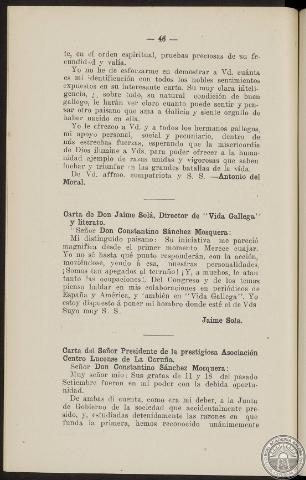 — 46 —
te, en el orden espiritual, pruebas preciosas de su fe-
cundidad y valía.
Yo no he de esforzarme en demostrar a Vd. cuánta
es mi identificación con todos los nobles sentimientos
expuestos en su interesante carta. Su muy clara inteli-
gencia, y, sobre todo, su natural condición de buen
gallego, le harán ver claro cuanto puede sentir y pen-
sar otro paisano que ama a Galicia y siente orgullo de
haber nacido en ella.
Yo le ofrezco a Vd. y a todos los hermanos gallegos,
mi apoyo personal, social y pecuniario, dentro de
mis estrechas fuerzas, esperando que la misericordia
de Dios ilumine a Vds. para poder ofrecer a la huma-
nidad ejemplo de razas unidas y vigorosas que saben
luchar y triunfar en las grandes batallas de la vida.
De Vd. affmo. compatriota y S. S. —Antonio del
Moral.
Carta de Don Jaime Solá, Director de "Vida Gallega"
y literato.
"Señor Don Constantino Sánchez Mosquera:
Mi distinguido paisano: Su iniciativa me pareció
magnífica desde el primer momento. Merece cuajar.
Yo no sé hasta qué punto responderán, con la acción,
moviéndose, yendo á esa, nuestras personalidades.
¡Somos tan apegados al terruño! ¡Y, a muchos, le atan
tanto las ocupaciones!. Del Congreso y de los temas
pienso hablar en mis colaboraciones en periódicos de
España y América, y también en "Vida Gallega". Yo
estoy dispuesto á poner mi hombro donde esté el de Vds
Suyo muy S. S.
Jaime Sola.
Carta del Señor Presidente de la prestigiosa Asociación
Centro Lucense de La Coruña.
Señor Don Constantino Sánchez Mosquera:
Muy señor mío: Sus gratas de 11 y 18 del pasado
Setiembre fueron en mi poder con la debida oportu-
nidad.
De ambas di cuenta, como era mi deber, a la Junta
de Gobierno de la sociedad que accidentalmente pre-
sido, y, estudiadas detenidamente las razones en que
funda la primera, hemos reconocido unánimemente